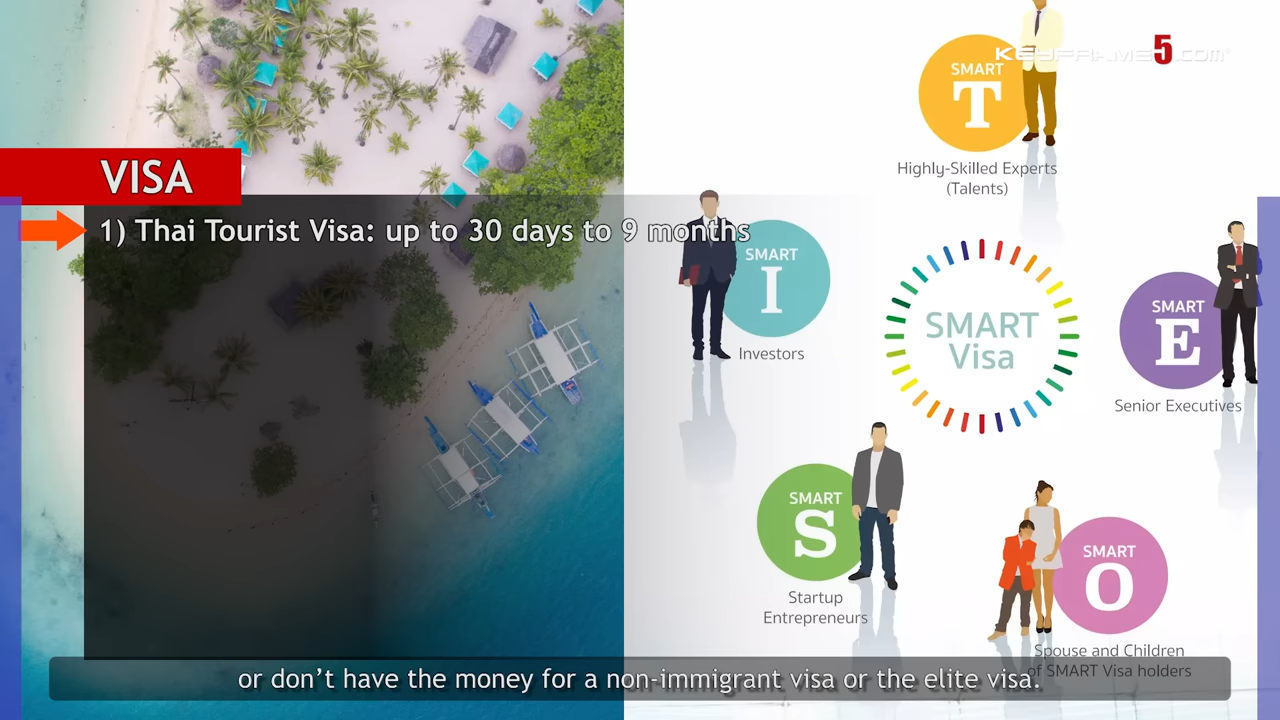 KEYFRAME5.COM
SMART
T
Highly-Skilled Experts
(Talents)
VISA
1) Thai Tourist Visa: up to 30 days to 9 months
SMART
I
Investors
SMART
Visa
SMART
E
Senior Executives
SMART
S
Startup
Entrepreneurs
SMART
O
Spouse and Children
of SMART Visa holders
or don't have the money for a non-immigrant visa or the elite visa.